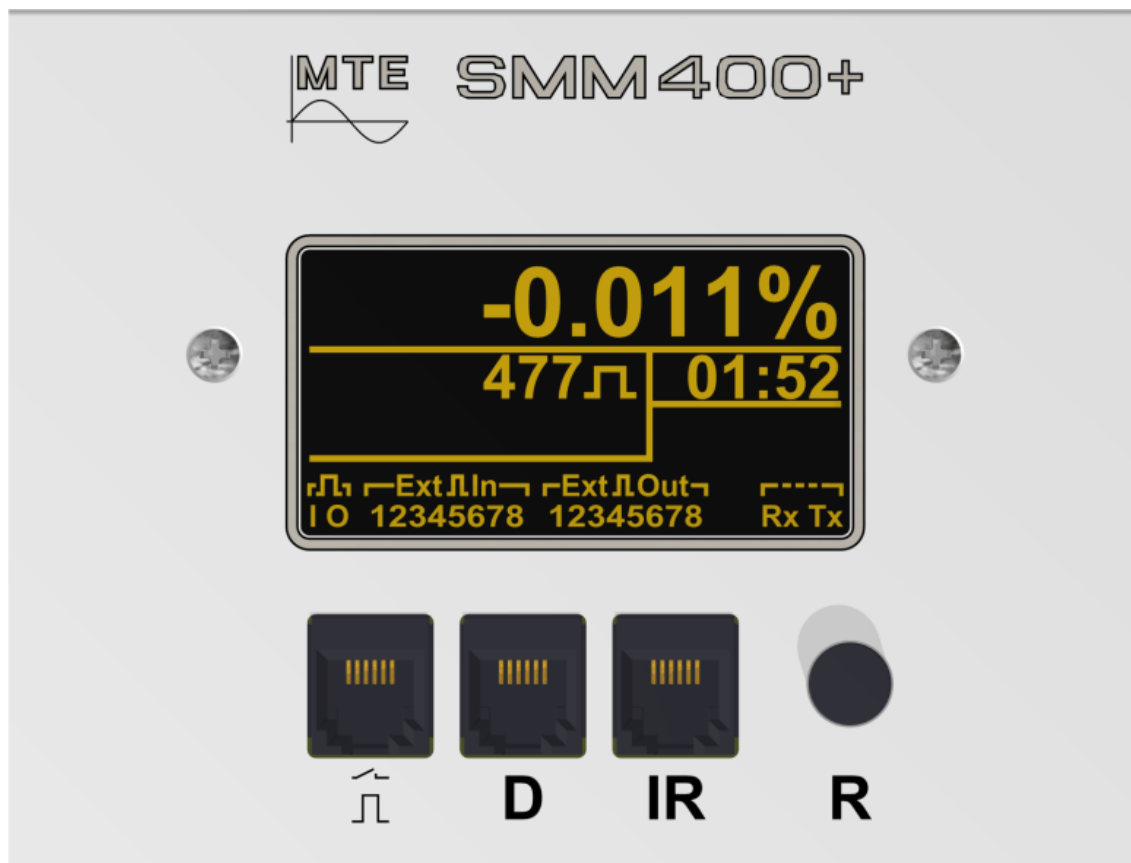 MTE SMM400+
-0.011%
477 01:52
Ext In Ext Out
I O 12345678 12345678 Rx Tx
D IR R